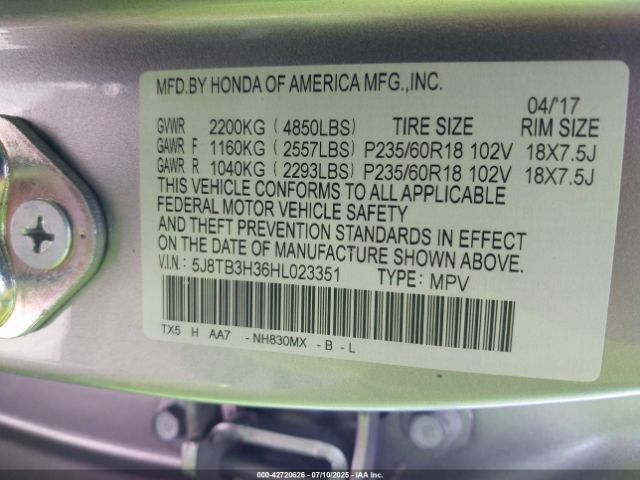 MFD.BY HONDA OF AMERICA MFG.,INC.
04/'17
GVWR 2200KG ( 4850LBS) TIRE SIZE RIM SIZE
GAWR F 1160KG ( 2557LBS) P235/60R18 102V 18X7.5J
GAWR R 1040KG ( 2293LBS) P235/60R18 102V 18X7.5J
THIS VEHICLE CONFORMS TO ALL APPLICABLE
FEDERAL MOTOR VEHICLE SAFETY
AND THEFT PREVENTION STANDARDS IN EFFECT
ON THE DATE OF MANUFACTURE SHOWN ABOVE.
V.I.N.: 5J8TB3H36HL023351 TYPE: MPV
TX5 H AA7 - NH830MX - B - L
000-42720626 - 07/10/2025 - IAA Inc.